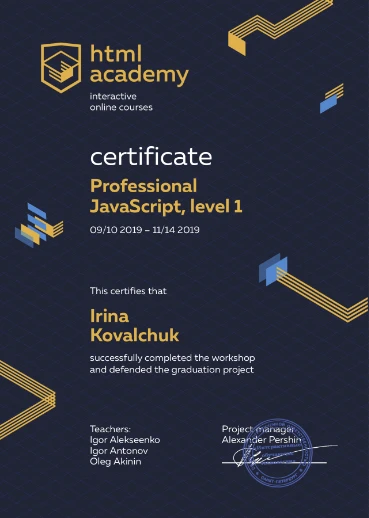 html
academy
interactive
online courses
certificate
Professional
JavaScript, level 1
09/10 2019 – 11/14 2019
This certifies that
Irina
Kovalchuk
successfully completed the workshop
and defended the graduation project
Teachers:
Igor Alekseenko
Igor Antonov
Oleg Akinin
Project manager
Alexander Pershin